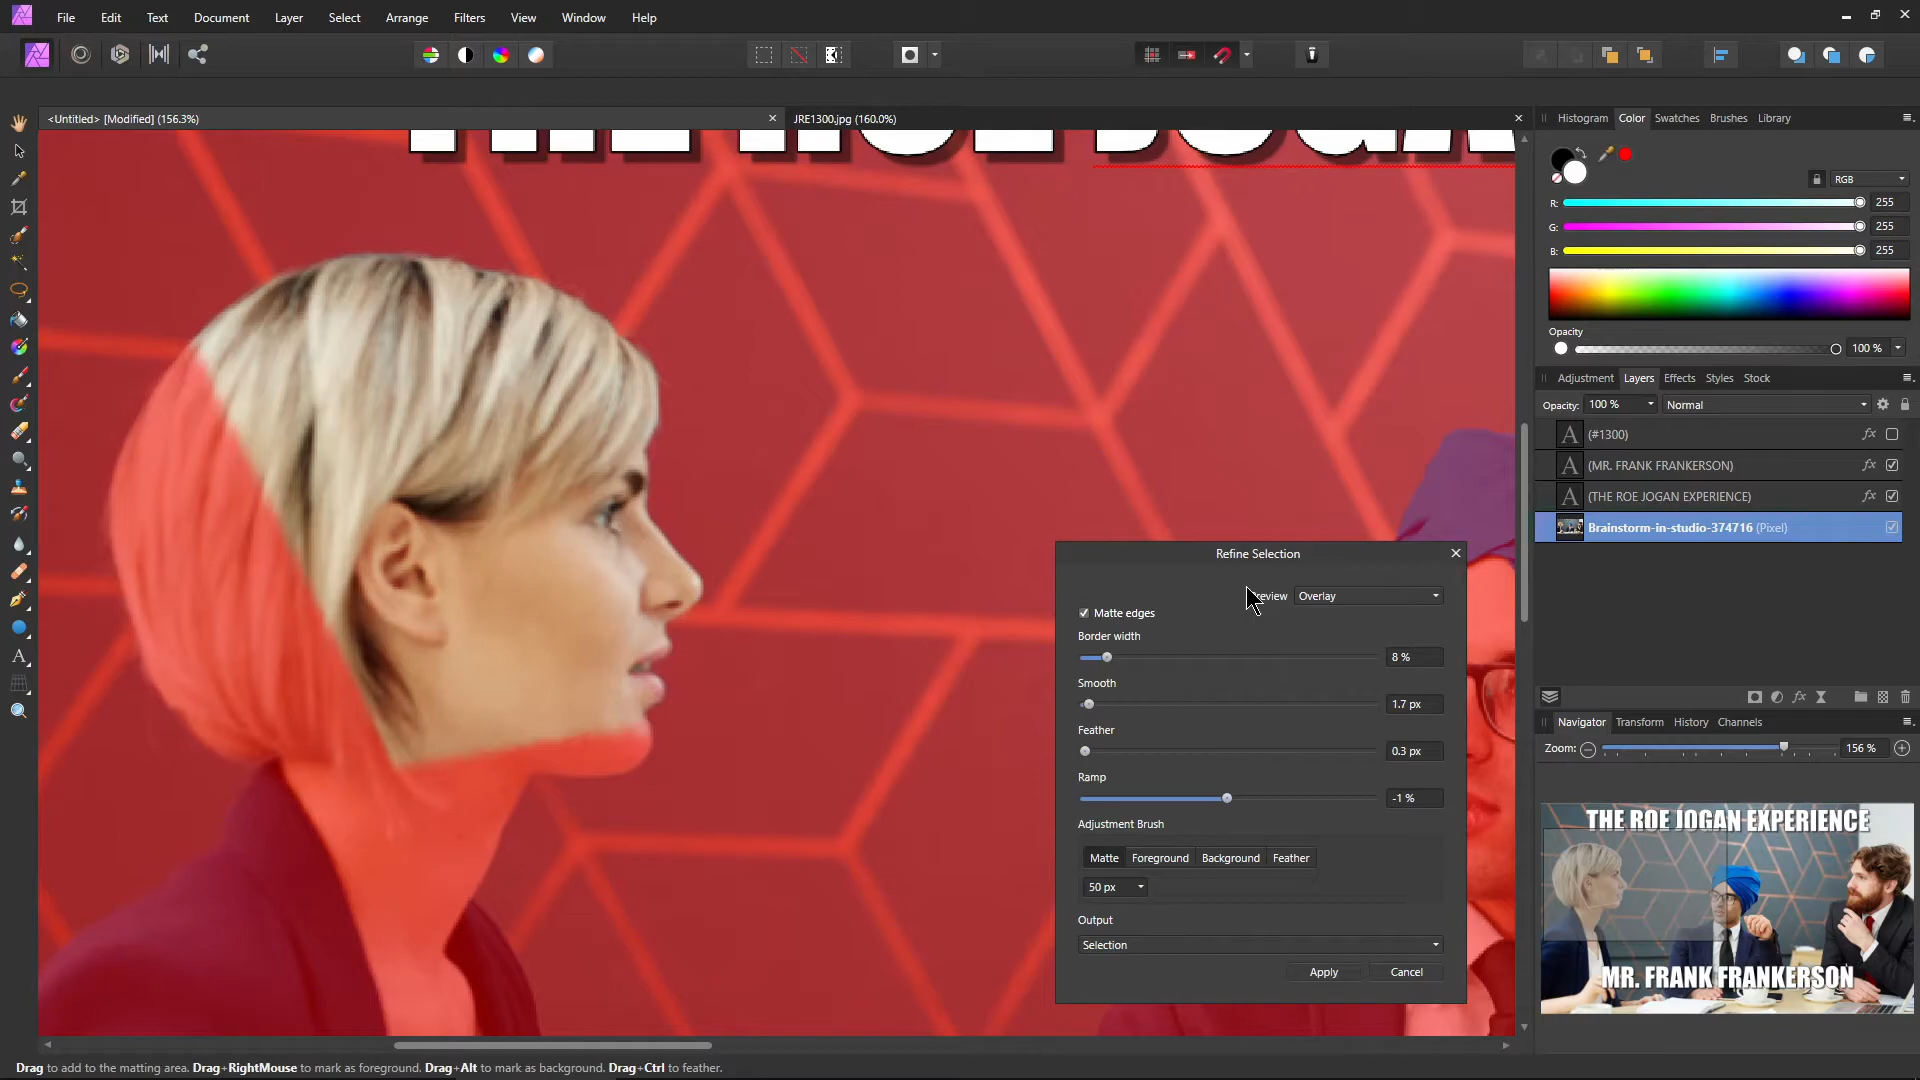 File Edit Text Document Layer Select Arrange Filters View Window Help
<Untitled> [Modified] (156.3%)
JRE1300.jpg (160.0%)
Histogram Color Swatches Brushes Library
RGB
R: 255
G: 255
B: 255
Opacity
100 %
Adjustment Layers Effects Styles Stock
Opacity: 100 % Normal
A (#1300) fx
A (MR. FRANK FRANKERSON) fx
A (THE ROE JOGAN EXPERIENCE) fx
Brainstorm-in-studio-374716 (Pixel)
Refine Selection
Overlay
Matte edges
Border width
8 %
Smooth
1.7 px
Feather
0.3 px
Ramp
-1 %
Adjustment Brush
Matte Foreground Background Feather
50 px
Output
Selection
Apply Cancel
Navigator Transform History Channels
Zoom: 156 %
THE ROE JOGAN EXPERIENCE
MR. FRANK FRANKERSON
Drag to add to the matting area. Drag+RightMouse to mark as foreground. Drag+Alt to mark as background. Drag+Ctrl to feather.